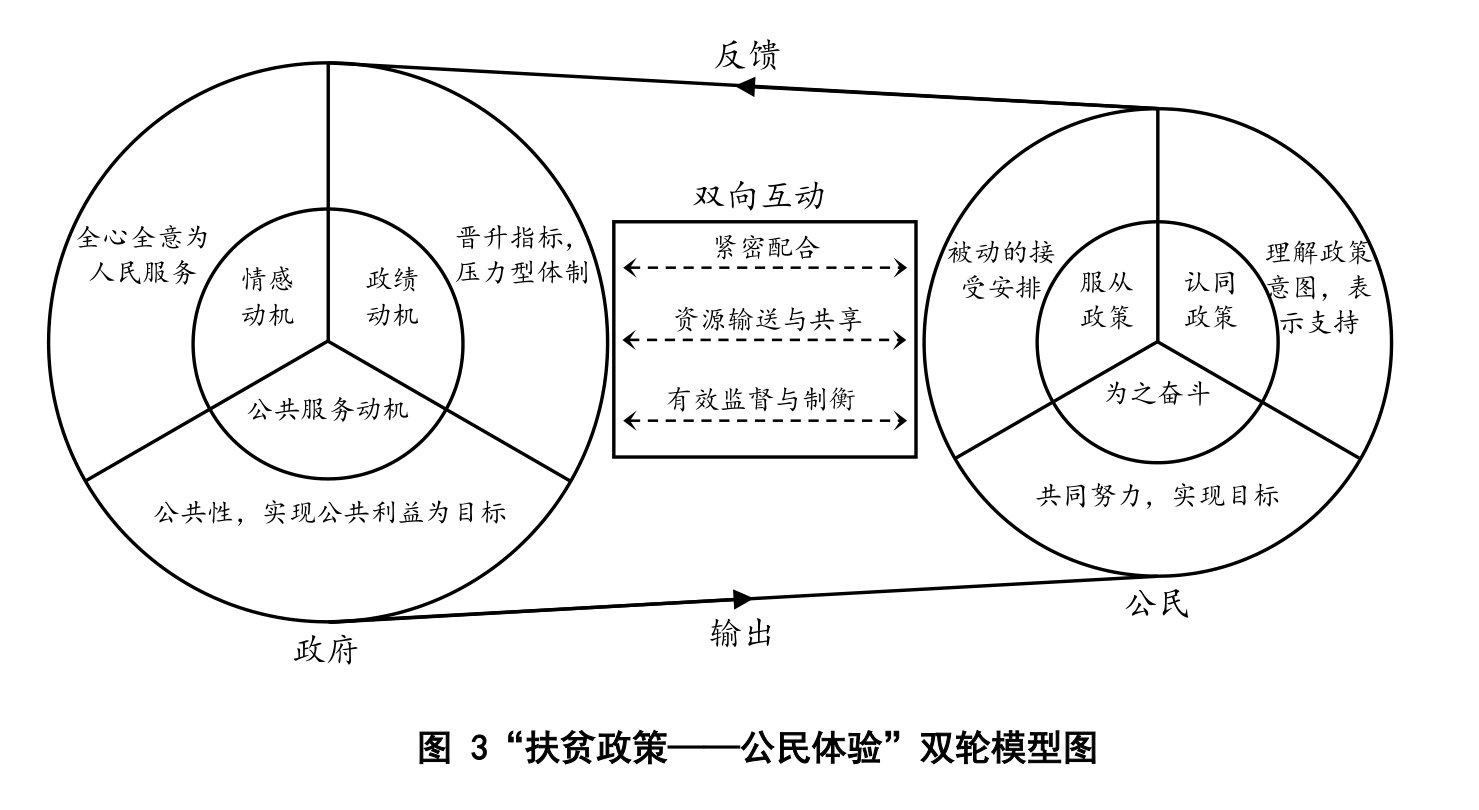 反馈
双向互动
全心全意为
人民服务
情感
动机
政绩
动机
晋升指标，
压力型体制
公共服务动机
公共性，实现公共利益为目标
政府
紧密配合
资源输送与共享
有效监督与制衡
被动的接
受安排
服从
政策
认同
政策
理解政策
意图，表
示支持
为之奋斗
共同努力，实现目标
公民
输出
图 3 “扶贫政策——公民体验”双轮模型图